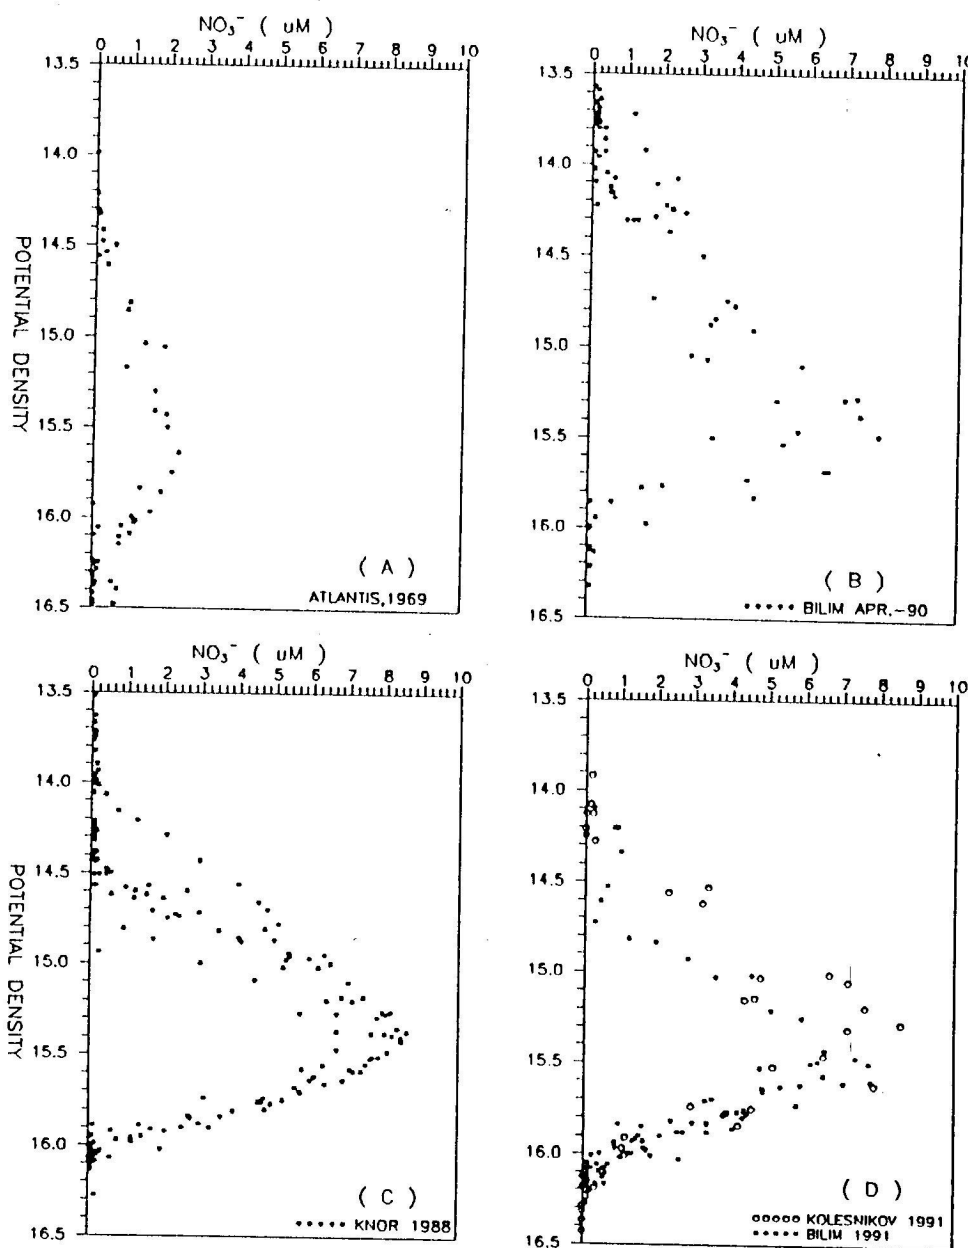 NO₃⁻ ( uM )
0 1 2 3 4 5 6 7 8 9 10
13.5
14.0
14.5
15.0
15.5
16.0
16.5
POTENTIAL DENSITY
( A )
ATLANTIS,1969
NO₃⁻ ( uM )
0 1 2 3 4 5 6 7 8 9 10
13.5
14.0
14.5
15.0
15.5
16.0
16.5
( B )
BILIM APR.-90
NO₃⁻ ( uM )
0 1 2 3 4 5 6 7 8 9 10
13.5
14.0
14.5
15.0
15.5
16.0
16.5
POTENTIAL DENSITY
( C )
KNOR 1988
NO₃⁻ ( uM )
0 1 2 3 4 5 6 7 8 9 10
13.5
14.0
14.5
15.0
15.5
16.0
16.5
( D )
KOLESNIKOV 1991
BILIM 1991